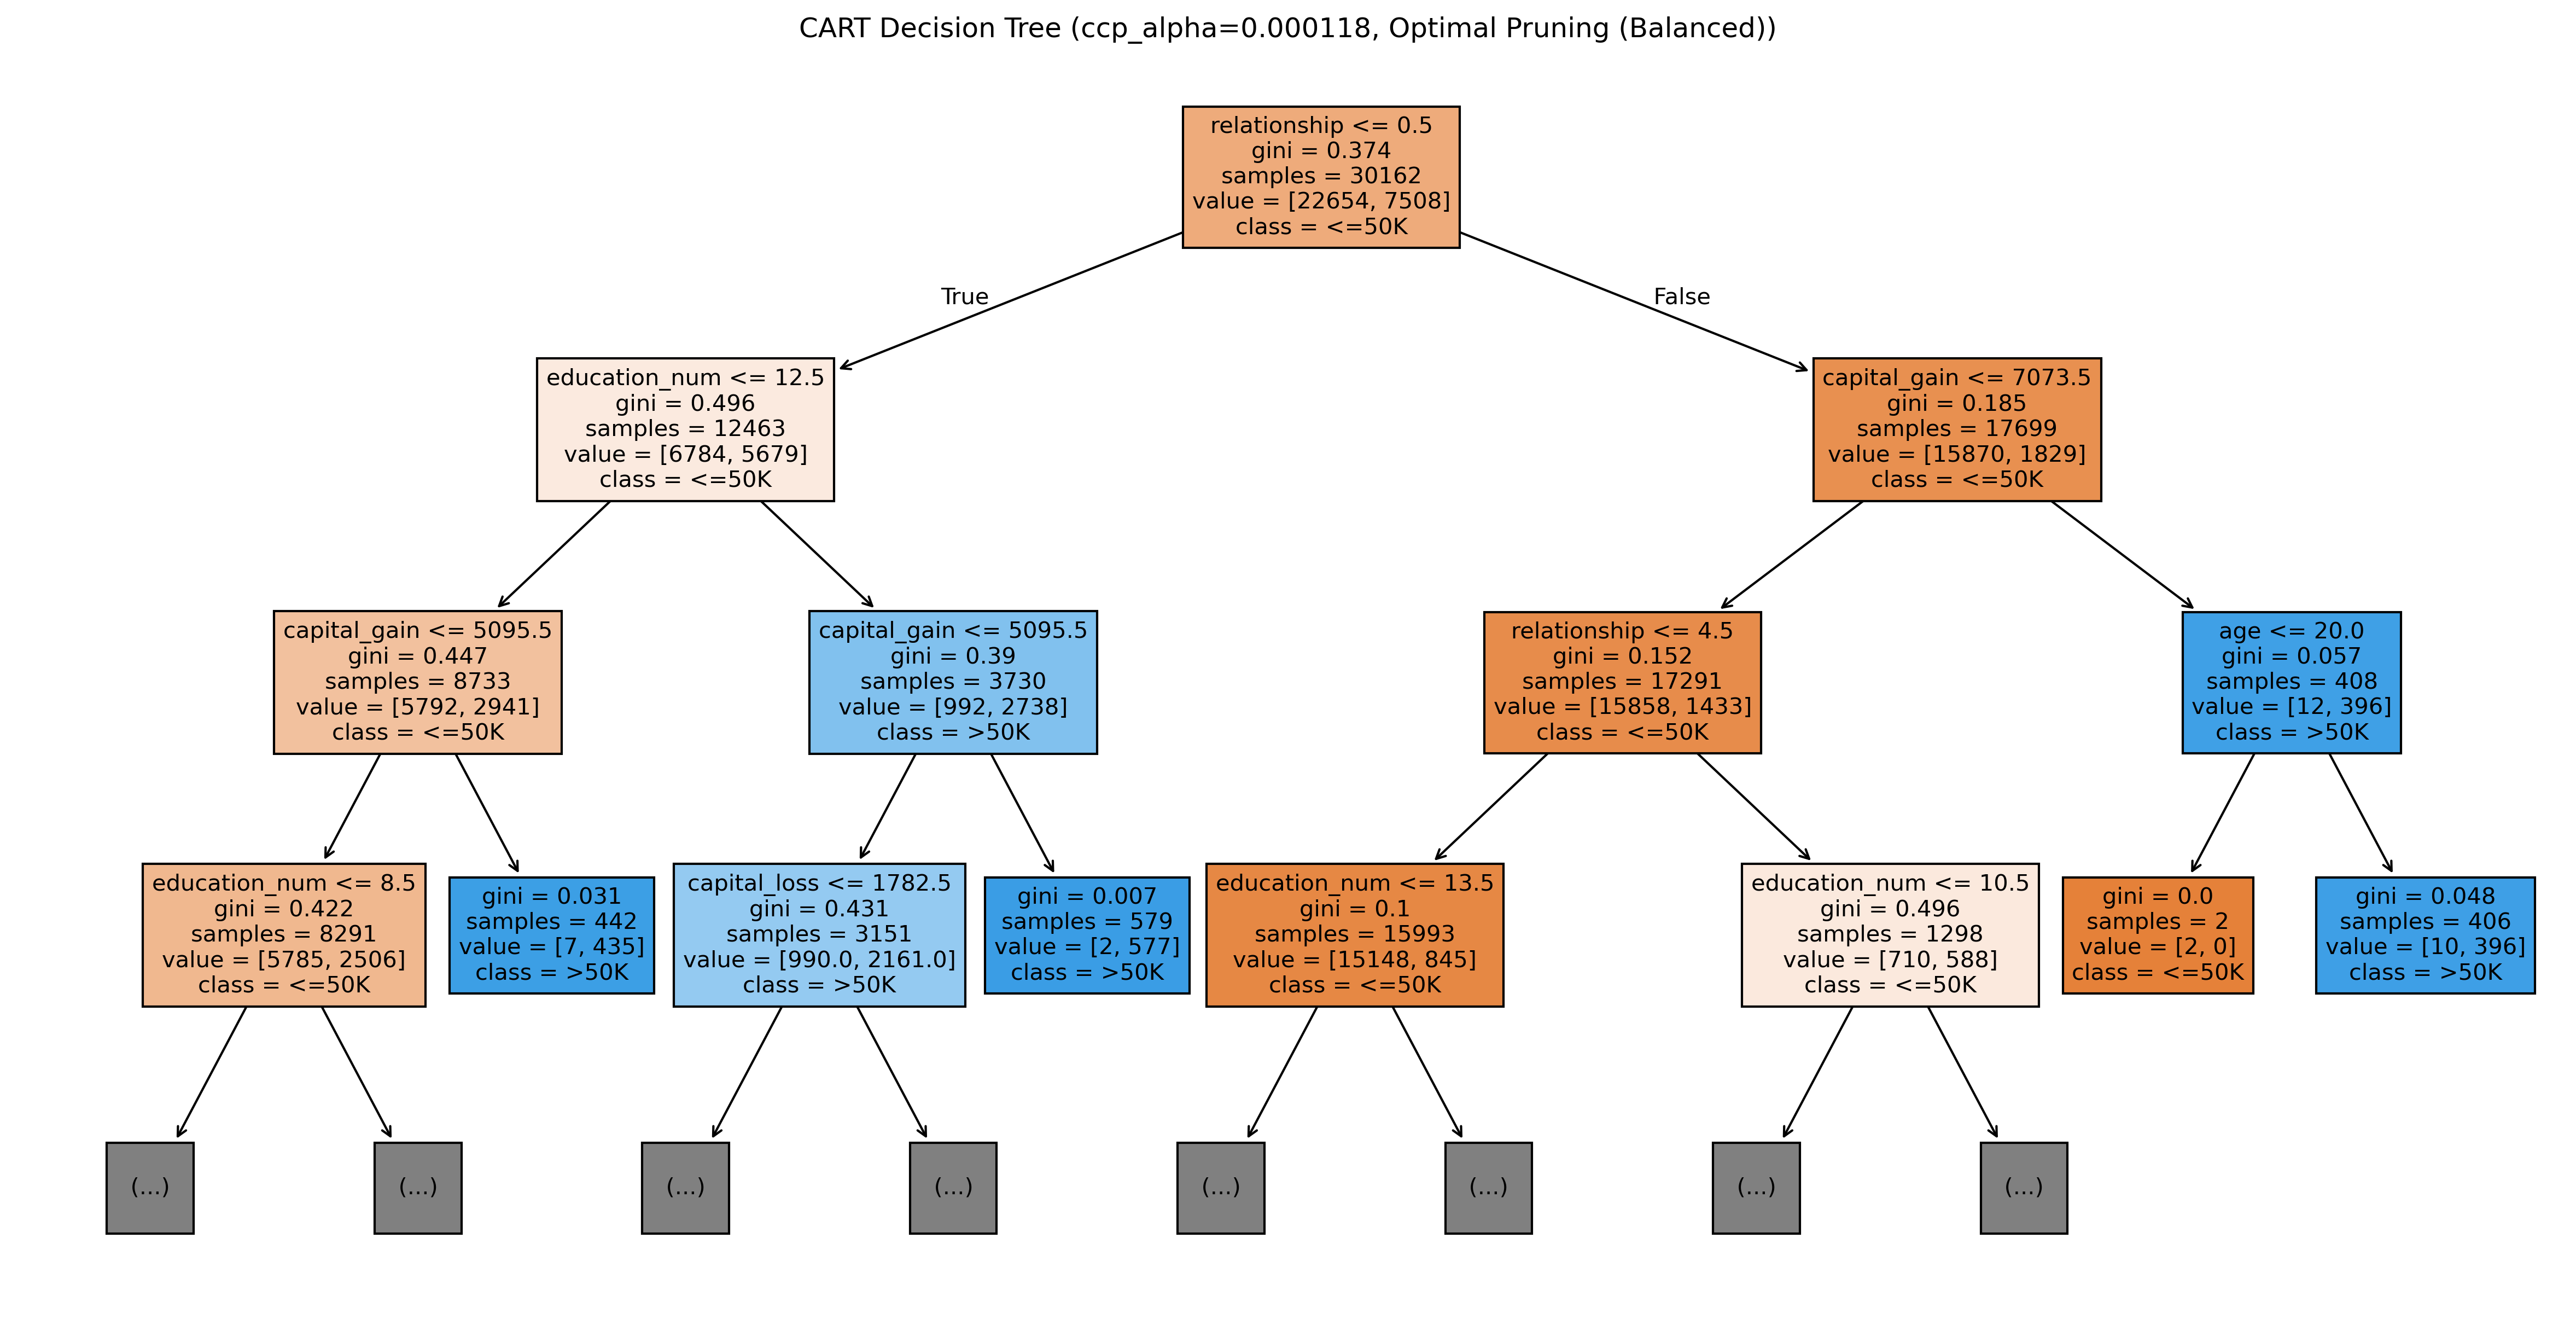 CART Decision Tree (ccp_alpha=0.000118, Optimal Pruning (Balanced))
relationship <= 0.5
gini = 0.374
samples = 30162
value = [22654, 7508]
class = <=50K
True
False
education_num <= 12.5
gini = 0.496
samples = 12463
value = [6784, 5679]
class = <=50K
capital_gain <= 7073.5
gini = 0.185
samples = 17699
value = [15870, 1829]
class = <=50K
capital_gain <= 5095.5
gini = 0.447
samples = 8733
value = [5792, 2941]
class = <=50K
capital_gain <= 5095.5
gini = 0.39
samples = 3730
value = [992, 2738]
class = >50K
relationship <= 4.5
gini = 0.152
samples = 17291
value = [15858, 1433]
class = <=50K
age <= 20.0
gini = 0.057
samples = 408
value = [12, 396]
class = >50K
education_num <= 8.5
gini = 0.422
samples = 8291
value = [5785, 2506]
class = <=50K
gini = 0.031
samples = 442
value = [7, 435]
class = >50K
capital_loss <= 1782.5
gini = 0.431
samples = 3151
value = [990.0, 2161.0]
class = >50K
gini = 0.007
samples = 579
value = [2, 577]
class = >50K
education_num <= 13.5
gini = 0.1
samples = 15993
value = [15148, 845]
class = <=50K
education_num <= 10.5
gini = 0.496
samples = 1298
value = [710, 588]
class = <=50K
gini = 0.0
samples = 2
value = [2, 0]
class = <=50K
gini = 0.048
samples = 406
value = [10, 396]
class = >50K
(...)
(...)
(...)
(...)
(...)
(...)
(...)
(...)